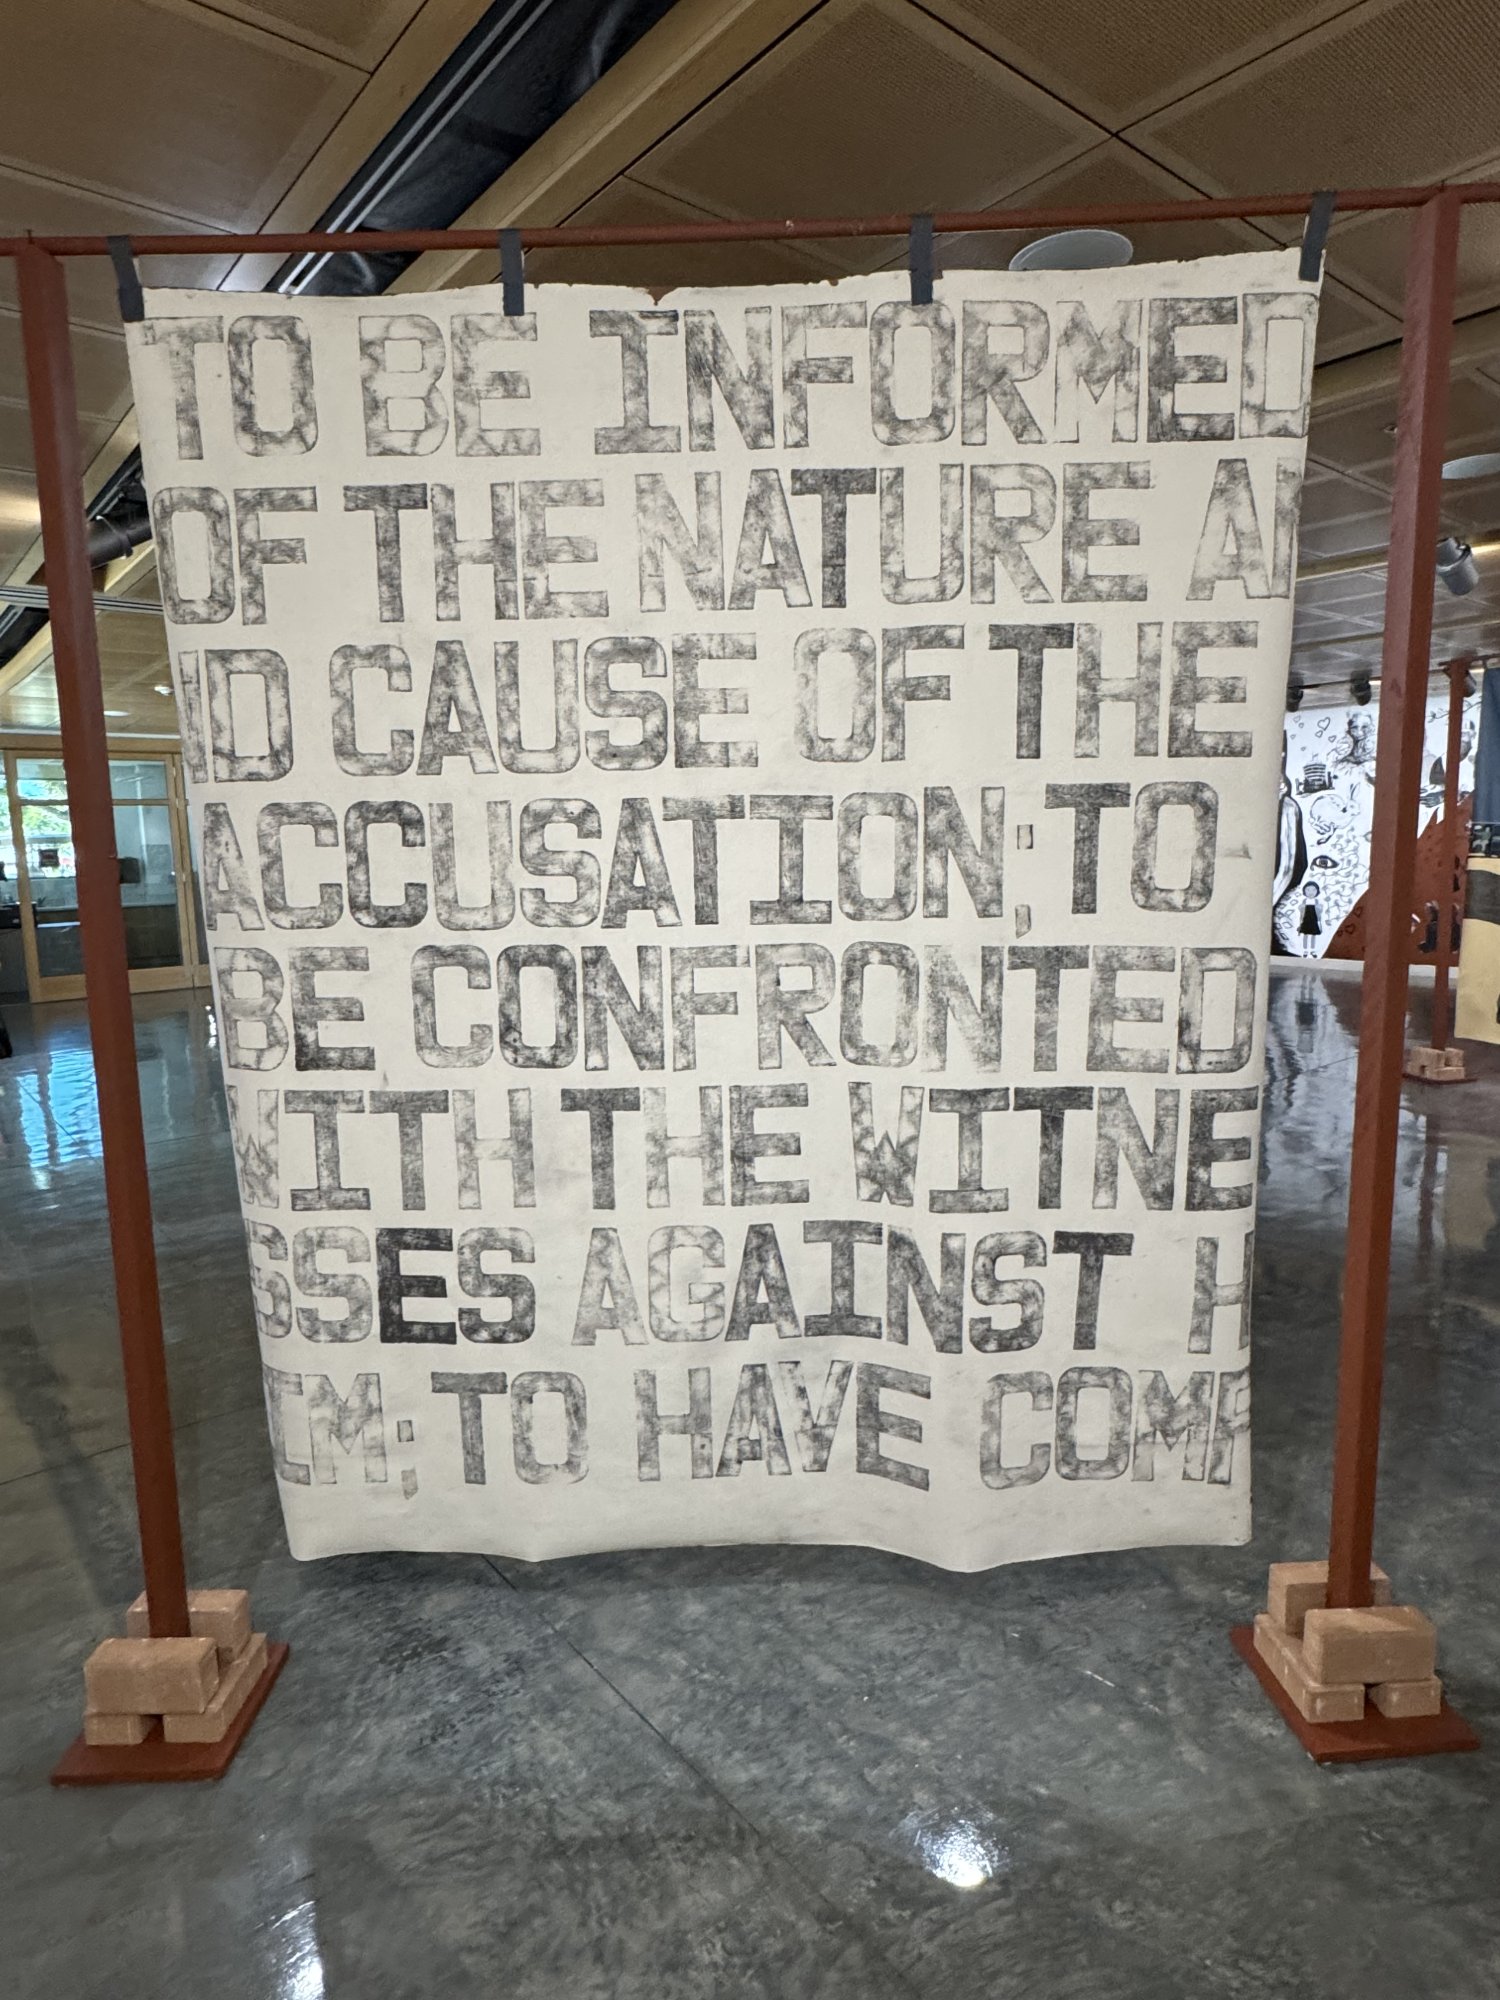 TO BE INFORMED
OF THE NATURE AN
ND CAUSE OF THE
ACCUSATION; TO
BE CONFRONTED
WITH THE WITNE
SSES AGAINST H
IM; TO HAVE COMP